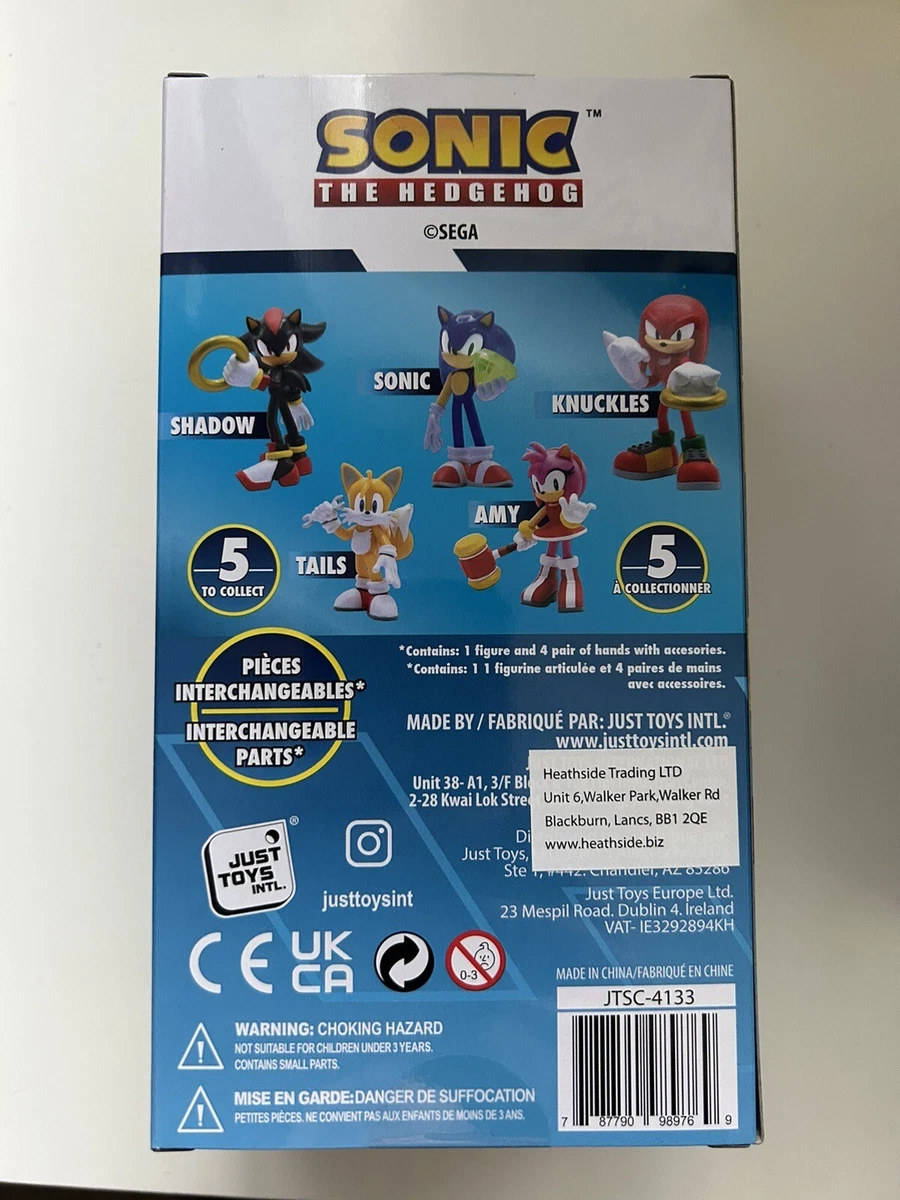 SONIC™
THE HEDGEHOG
©SEGA
SHADOW
SONIC
KNUCKLES
TAILS
AMY
5
TO COLLECT
5
À COLLECTIONNER
PIÈCES
INTERCHANGEABLES*
INTERCHANGEABLE
PARTS*
*Contains: 1 figure and 4 pair of hands with accesories.
*Contains: 1 1 figurine articulée et 4 paires de mains
avec accessoires.
MADE BY / FABRIQUÉ PAR: JUST TOYS INTL.®
www.justtoysintl.com
Unit 38- A1, 3/F
2-28 Kwai Lok
Heathside Trading LTD
Unit 6,Walker Park,Walker Rd
Blackburn, Lancs, BB1 2QE
www.heathside.biz
Just Toys,
Ste
Chandler, AZ 85286
Just Toys Europe Ltd.
23 Mespil Road. Dublin 4. Ireland
VAT- IE3292894KH
JUST
TOYS
INTL.
®
justtoysint
CE
UK
CA
0-3
MADE IN CHINA/FABRIQUÉ EN CHINE
JTSC-4133
7 87790 98976 9
WARNING: CHOKING HAZARD
NOT SUITABLE FOR CHILDREN UNDER 3 YEARS.
CONTAINS SMALL PARTS.
MISE EN GARDE:DANGER DE SUFFOCATION
PETITES PIÈCES. NE CONVIENT PAS AUX ENFANTS DE MOINS DE 3 ANS.